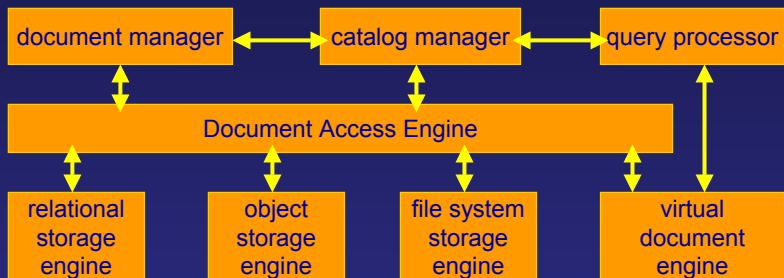 document manager
catalog manager
query processor
Document Access Engine
relational
storage
engine
object
storage
engine
file system
storage
engine
virtual
document
engine